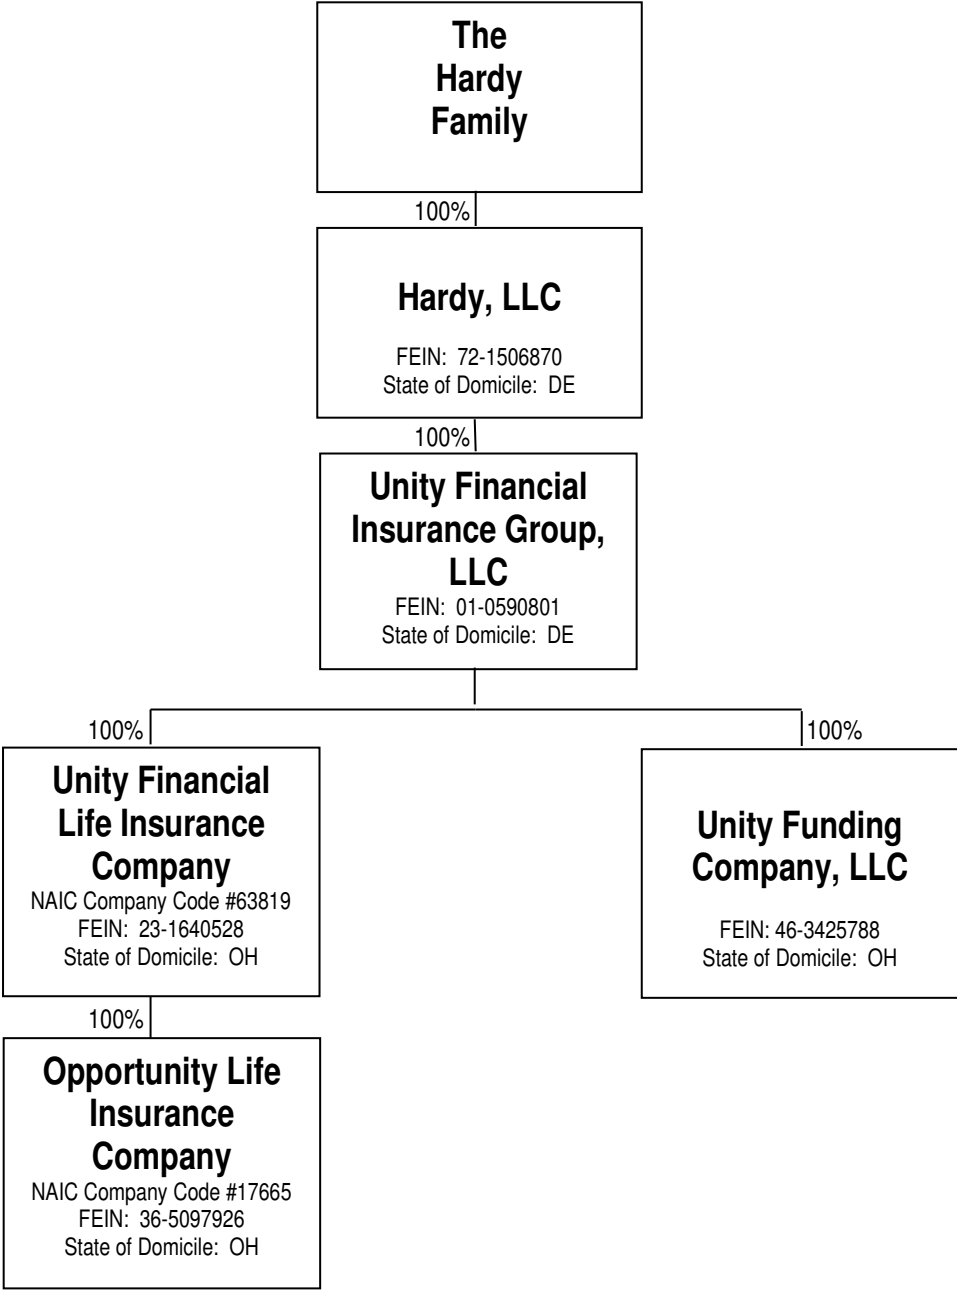 The
Hardy
Family
100%
Hardy, LLC
FEIN: 72-1506870
State of Domicile: DE
100%
Unity Financial
Insurance Group,
LLC
FEIN: 01-0590801
State of Domicile: DE
100%
100%
Unity Financial
Life Insurance
Company
NAIC Company Code #63819
FEIN: 23-1640528
State of Domicile: OH
Unity Funding
Company, LLC
FEIN: 46-3425788
State of Domicile: OH
100%
Opportunity Life
Insurance
Company
NAIC Company Code #17665
FEIN: 36-5097926
State of Domicile: OH